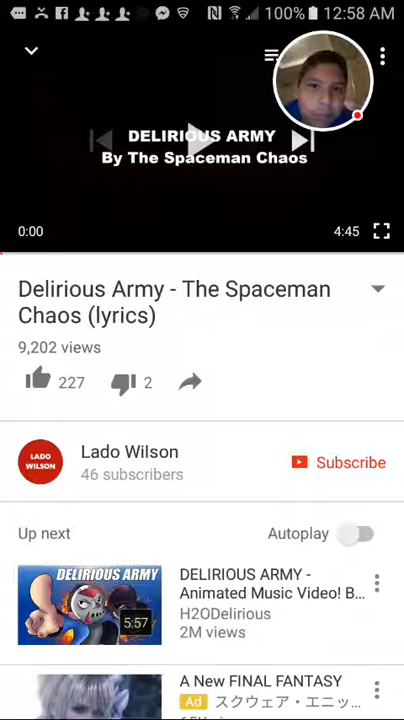 100% 12:58 AM
DELIRIOUS ARMY
By The Spaceman Chaos
0:00
4:45
Delirious Army - The Spaceman
Chaos (lyrics)
9,202 views
227
2
LADO
WILSON
Lado Wilson
46 subscribers
Subscribe
Up next
Autoplay
DELIRIOUS ARMY
5:57
DELIRIOUS ARMY -
Animated Music Video! B...
H2ODelirious
2M views
A New FINAL FANTASY
Ad スクウェア・エニッ...